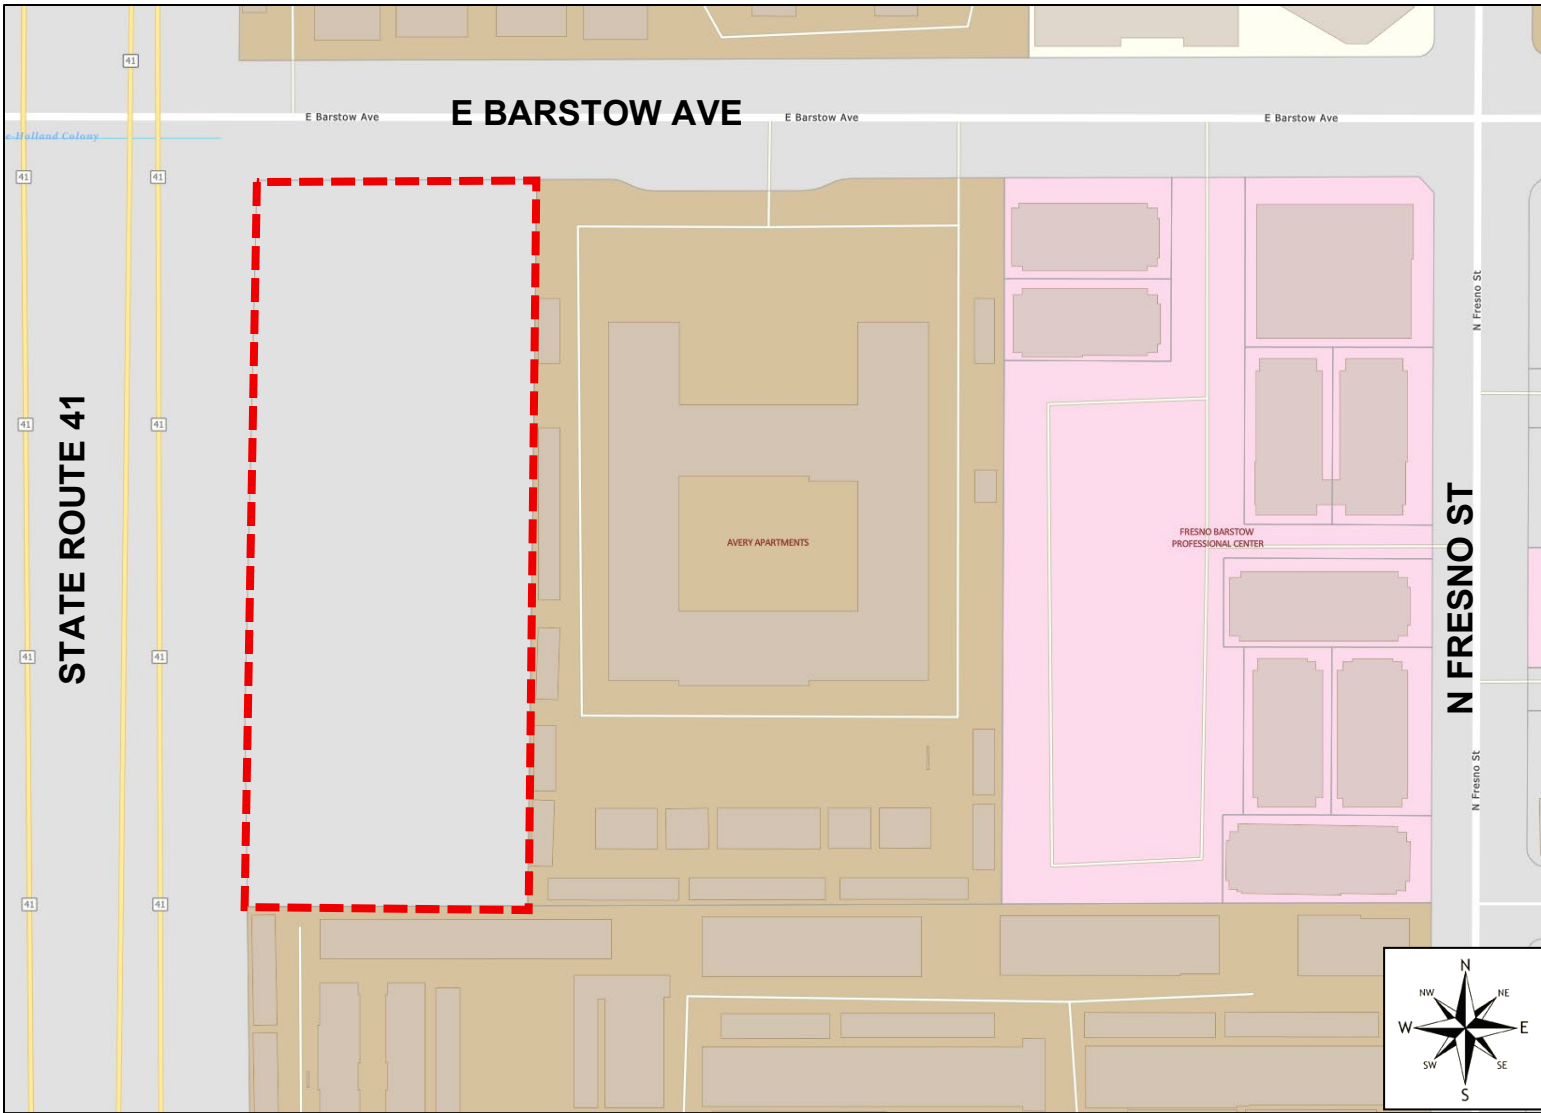 41
E Barstow Ave
E BARSTOW AVE
E Barstow Ave
E Barstow Ave
Holland Colony
41
41
N Fresno St
STATE ROUTE 41
41
41
N FRESNO ST
FRESNO BARSTOW
PROFESSIONAL CENTER
AVERY APARTMENTS
41
41
N Fresno St
41
41
N
NW
NE
W
E
SW
SE
S